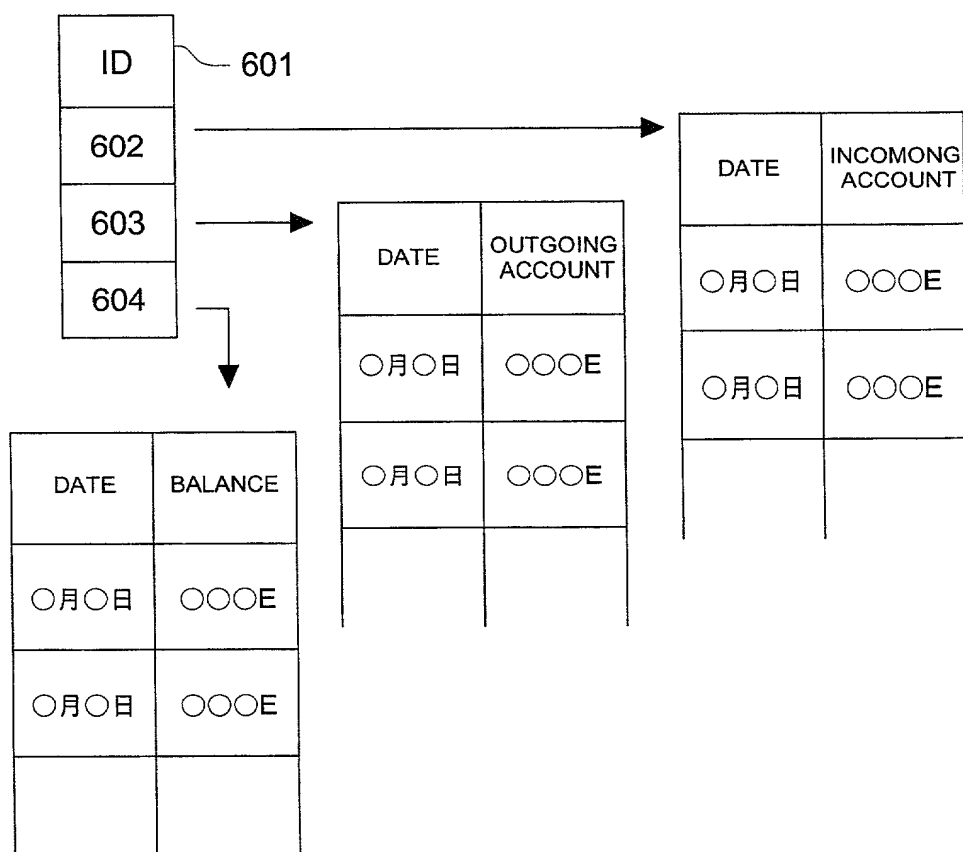 ID
601
602
603
604
DATE
INCOMONG
ACCOUNT
○月○日
○○○E
○月○日
○○○E
DATE
OUTGOING
ACCOUNT
○月○日
○○○E
○月○日
○○○E
DATE
BALANCE
○月○日
○○○E
○月○日
○○○E